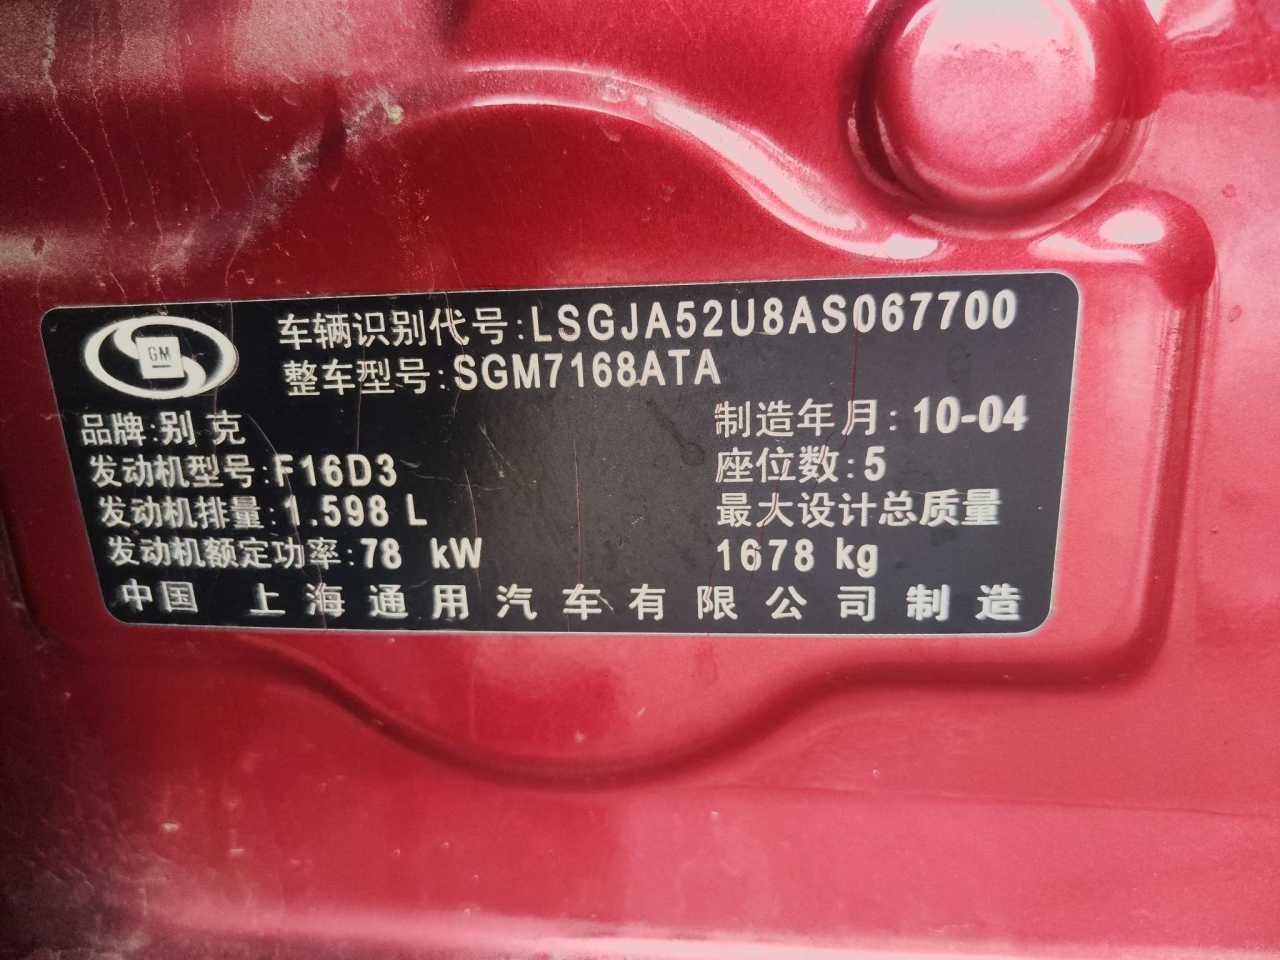 GM
车辆识别代号:LSGJA52U8AS067700
整车型号:SGM7168ATA
品牌:别 克
制造年月:10-04
发动机型号:F16D3
座位数:5
发动机排量:1.598 L
最大设计总质量
发动机额定功率:78 kW
1678 kg
中国 上海通用汽车有限公司制造